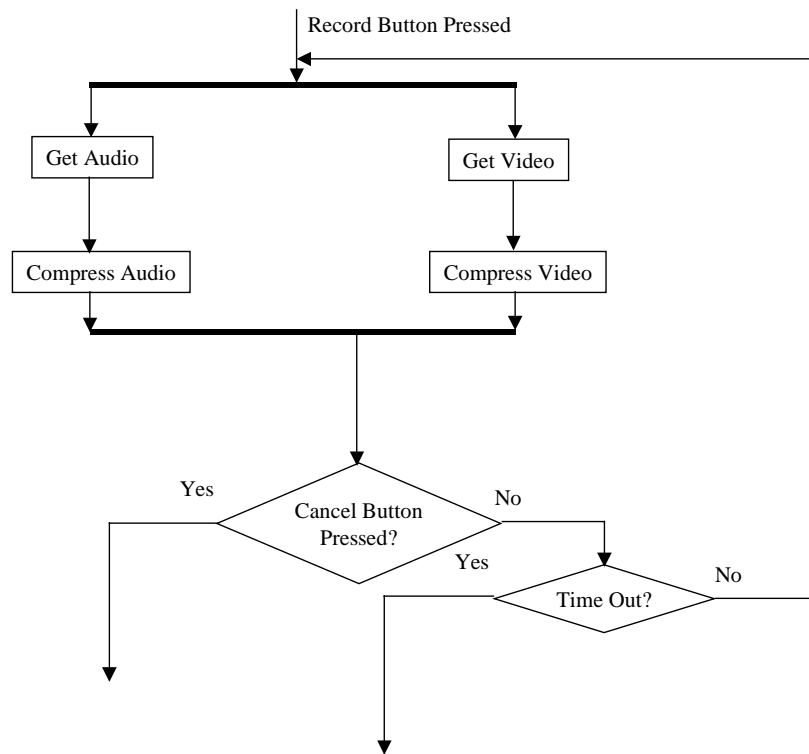 Record Button Pressed
Get Audio
Get Video
Compress Audio
Compress Video
Yes
No
Cancel Button
Pressed?
Yes
No
Time Out?